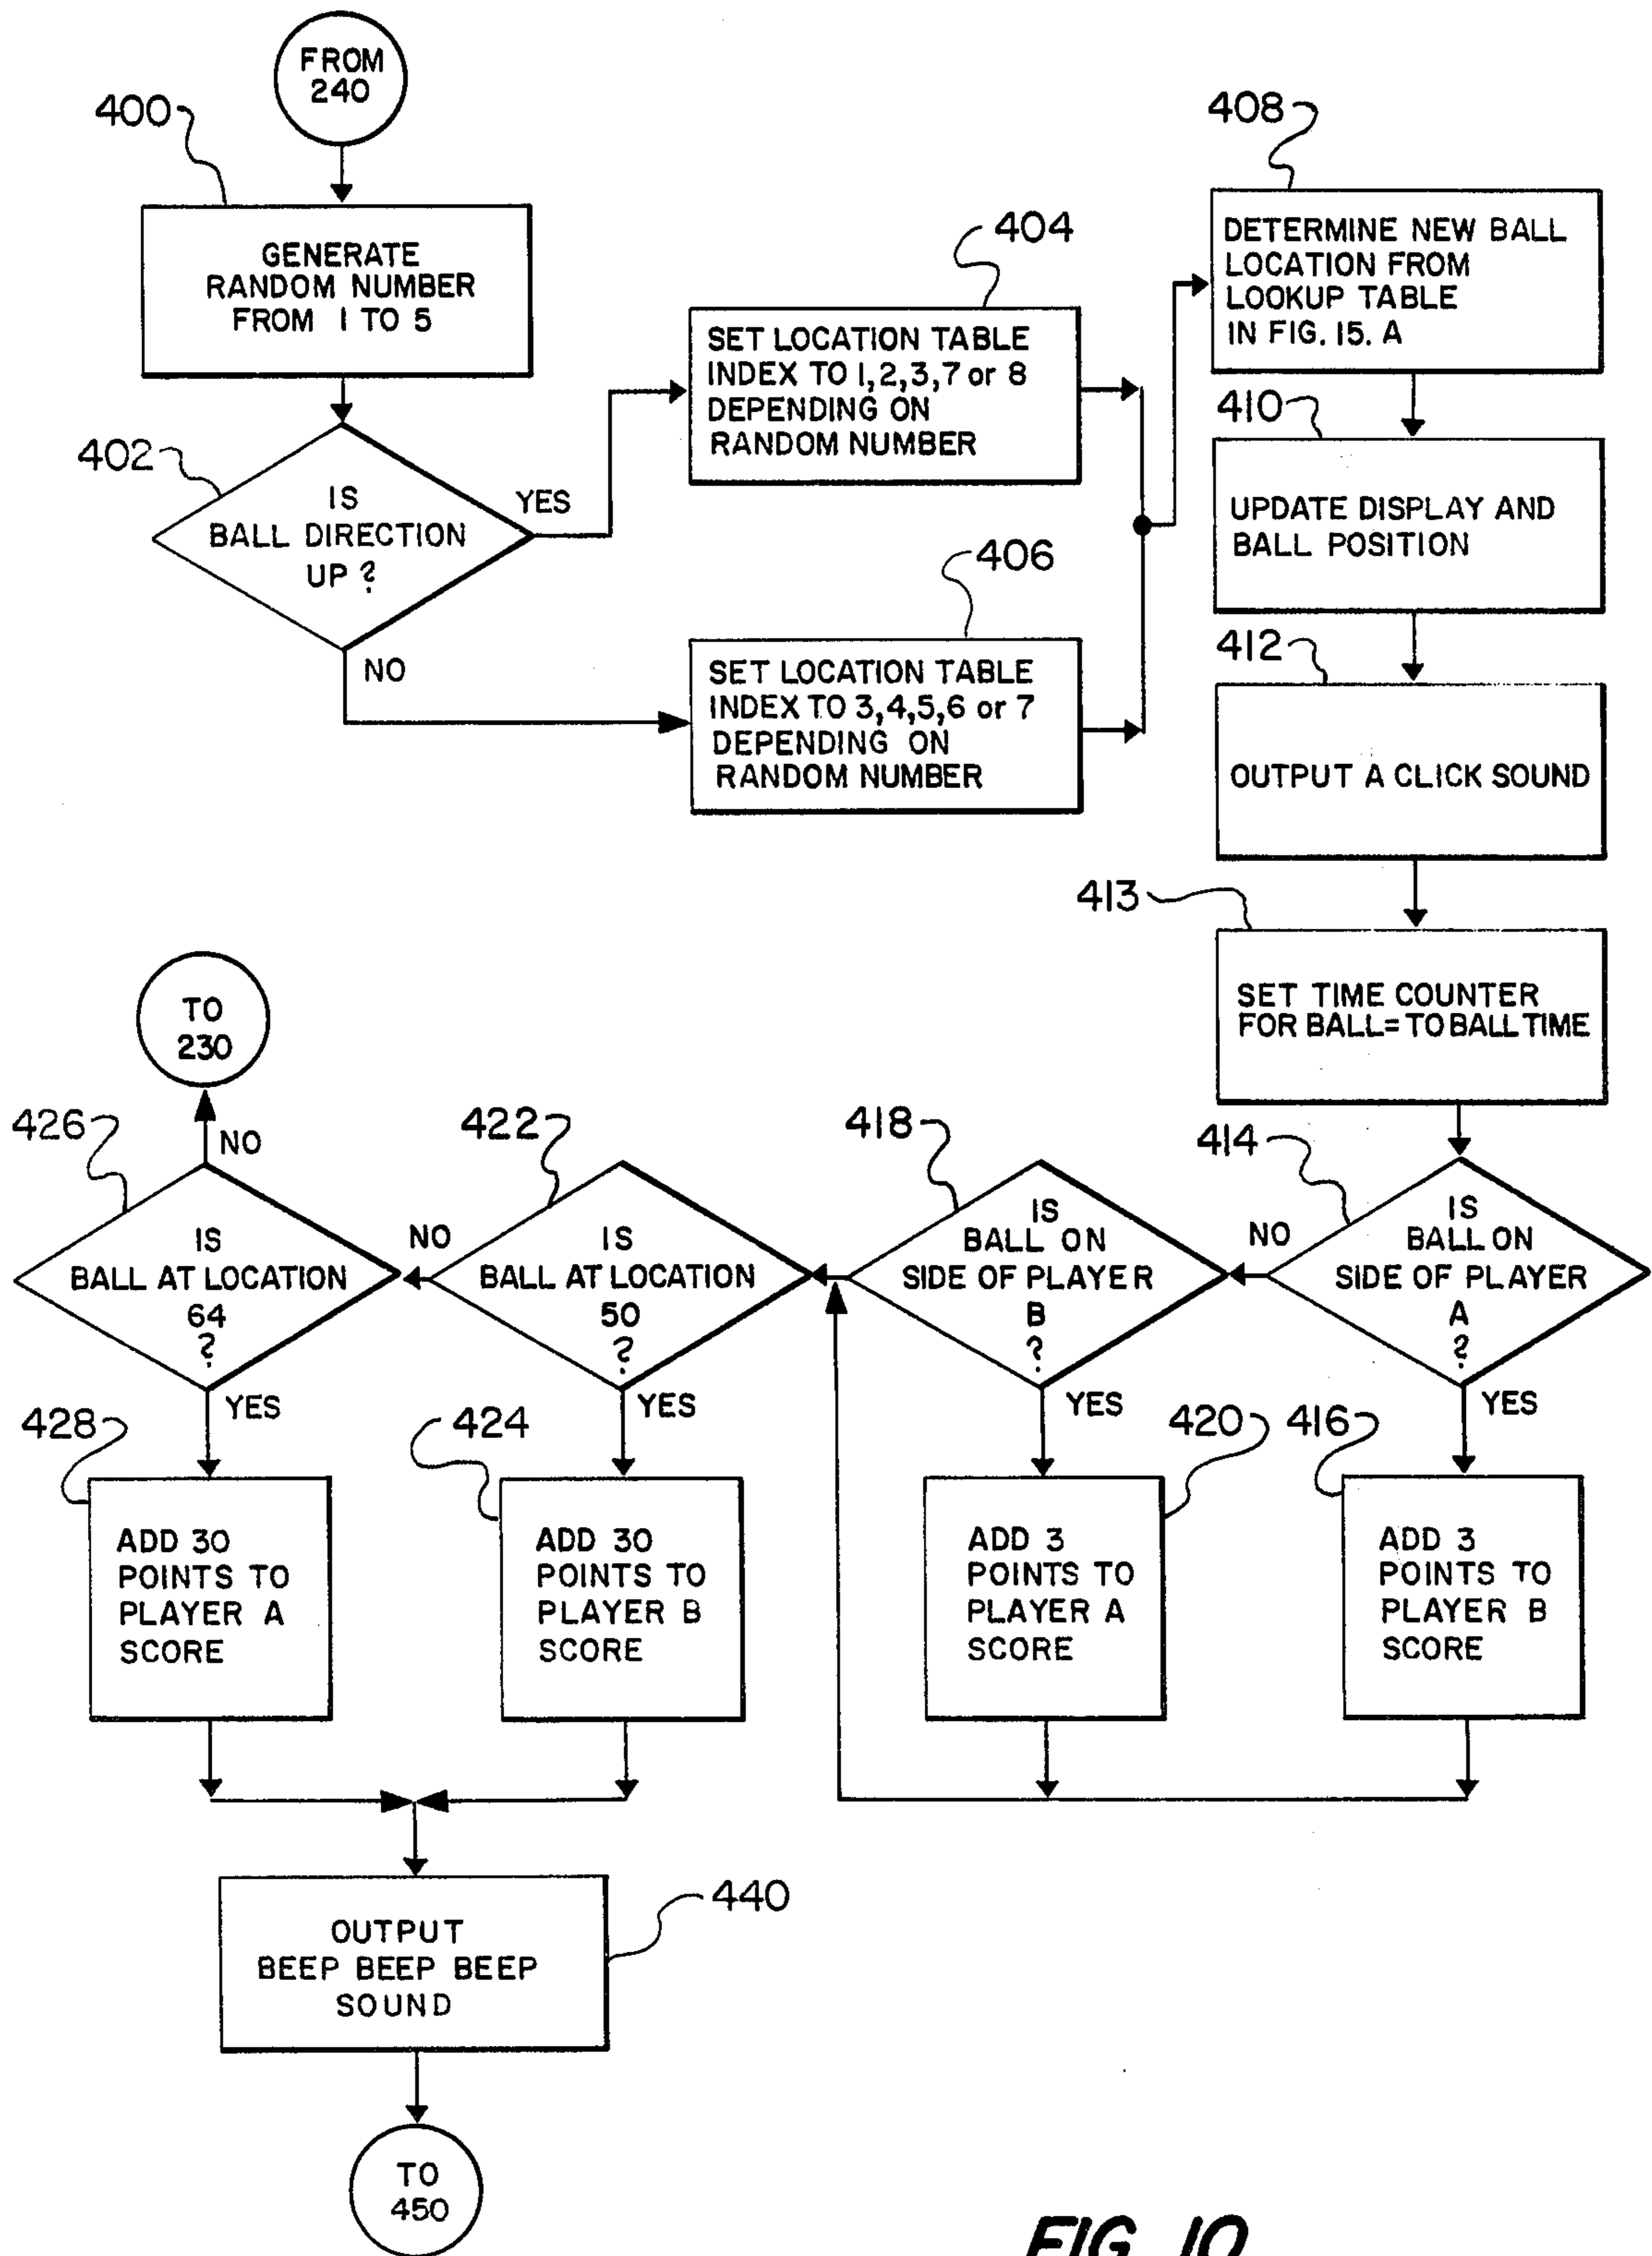 FROM
240
400
GENERATE
RANDOM NUMBER
FROM 1 TO 5
402
IS
BALL DIRECTION
UP ?
YES
NO
404
SET LOCATION TABLE
INDEX TO 1,2,3,7 or 8
DEPENDING ON
RANDOM NUMBER
406
SET LOCATION TABLE
INDEX TO 3,4,5,6 or 7
DEPENDING ON
RANDOM NUMBER
408
DETERMINE NEW BALL
LOCATION FROM
LOOKUP TABLE
IN FIG. 15. A
410
UPDATE DISPLAY AND
BALL POSITION
412
OUTPUT A CLICK SOUND
413
SET TIME COUNTER
FOR BALL= TO BALL TIME
414
IS
BALL ON
SIDE OF PLAYER
A
?
NO
YES
416
ADD 3
POINTS TO
PLAYER B
SCORE
418
IS
BALL ON
SIDE OF PLAYER
B
?
YES
420
ADD 3
POINTS TO
PLAYER A
SCORE
422
IS
BALL AT LOCATION
50
?
NO
YES
424
ADD 30
POINTS TO
PLAYER B
SCORE
426
IS
BALL AT LOCATION
64
?
NO
TO
230
YES
428
ADD 30
POINTS TO
PLAYER A
SCORE
440
OUTPUT
BEEP BEEP BEEP
SOUND
TO
450
FIG. 10